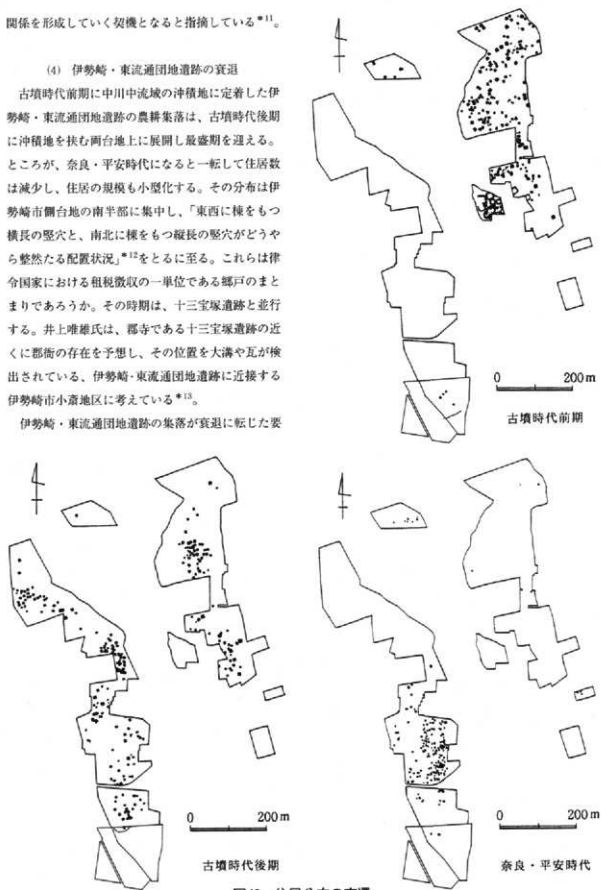 関係を形成していく契機となると指摘している*11。
(4) 伊勢崎・東流通団地遺跡の衰退
古墳時代前期に中川中流域の沖積地に定着した伊
勢崎・東流通団地遺跡の農耕集落は、古墳時代後期
に沖積地を挟む両台地上に展開し最盛期を迎える。
ところが、奈良・平安時代になると一転して住居数
は減少し、住居の規模も小型化する。その分布は伊
勢崎市側台地の南半部に集中し、「東西に棟をもつ
横長の竪穴と、南北に棟をもつ縦長の竪穴がどうや
ら整然たる配置状況」*12をとるに至る。これらは律
令国家における租税徴収の一単位である郷戸のまと
まりであろうか。その時期は、十三宝塚遺跡と並行
する。井上唯雄氏は、郡寺である十三宝塚遺跡の近
くに郡衙の存在を予想し、その位置を大溝や瓦が検
出されている、伊勢崎・東流通団地遺跡に近接する
伊勢崎市小斎地区に考えている*13。
伊勢崎・東流通団地遺跡の集落が衰退に転じた要
0 200m
古墳時代前期
0 200m
古墳時代後期
0 200m
奈良・平安時代